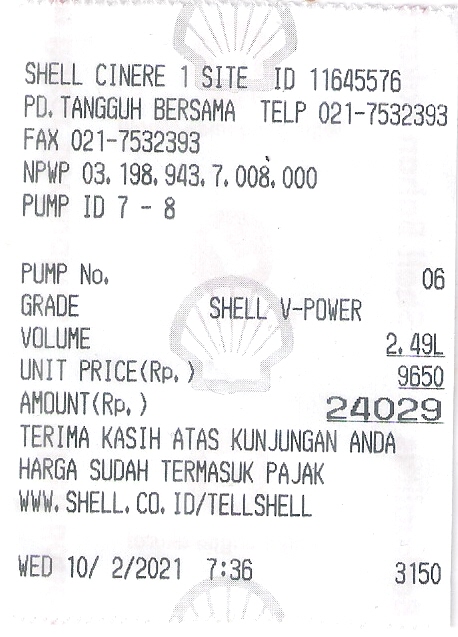 SHELL CINERE 1 SITE ID 11645576
PD. TANGGUH BERSAMA TELP 021-7532393
FAX 021-7532393
NPWP 03. 198. 943. 7. 008. 000
PUMP ID 7 - 8
PUMP No. 06
GRADE SHELL V-POWER
VOLUME 2. 49L
UNIT PRICE(Rp. ) 9650
AMOUNT(Rp. ) 24029
TERIMA KASIH ATAS KUNJUNGAN ANDA
HARGA SUDAH TERMASUK PAJAK
WWW. SHELL. CO. ID/TELLSHELL
WED 10/ 2/2021 7:36 3150